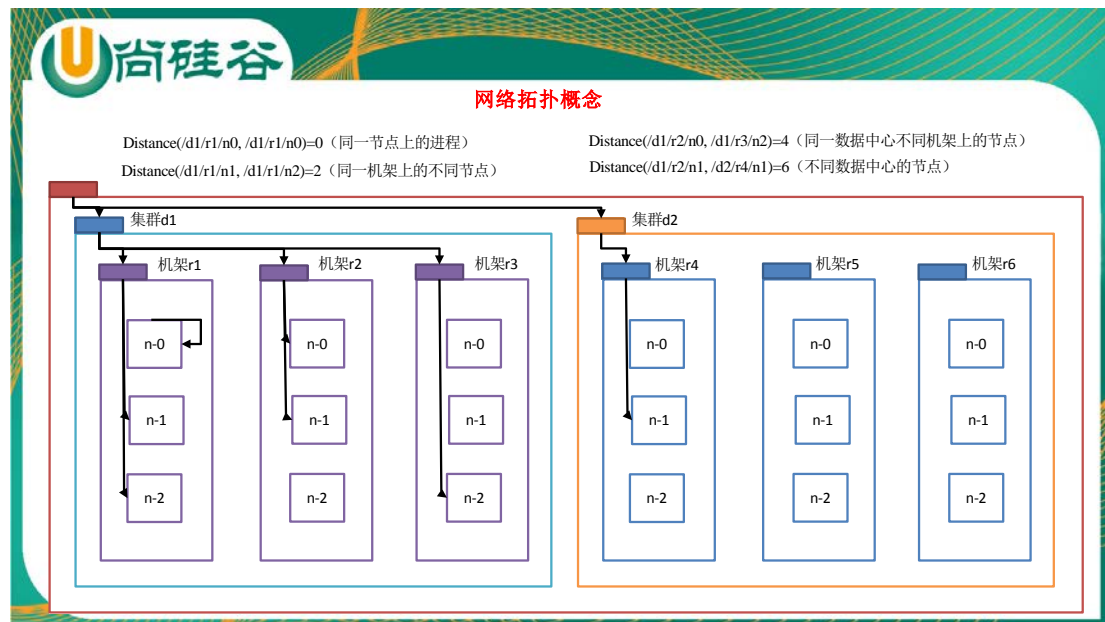 尚硅谷
网络拓扑概念
Distance(/d1/r1/n0, /d1/r1/n0)=0（同一节点上的进程）
Distance(/d1/r1/n1, /d1/r1/n2)=2（同一机架上的不同节点）
Distance(/d1/r2/n0, /d1/r3/n2)=4（同一数据中心不同机架上的节点）
Distance(/d1/r2/n1, /d2/r4/n1)=6（不同数据中心的节点）
集群d1
集群d2
机架r1
机架r2
机架r3
机架r4
机架r5
机架r6
n-0
n-0
n-0
n-0
n-0
n-0
n-1
n-1
n-1
n-1
n-1
n-1
n-2
n-2
n-2
n-2
n-2
n-2